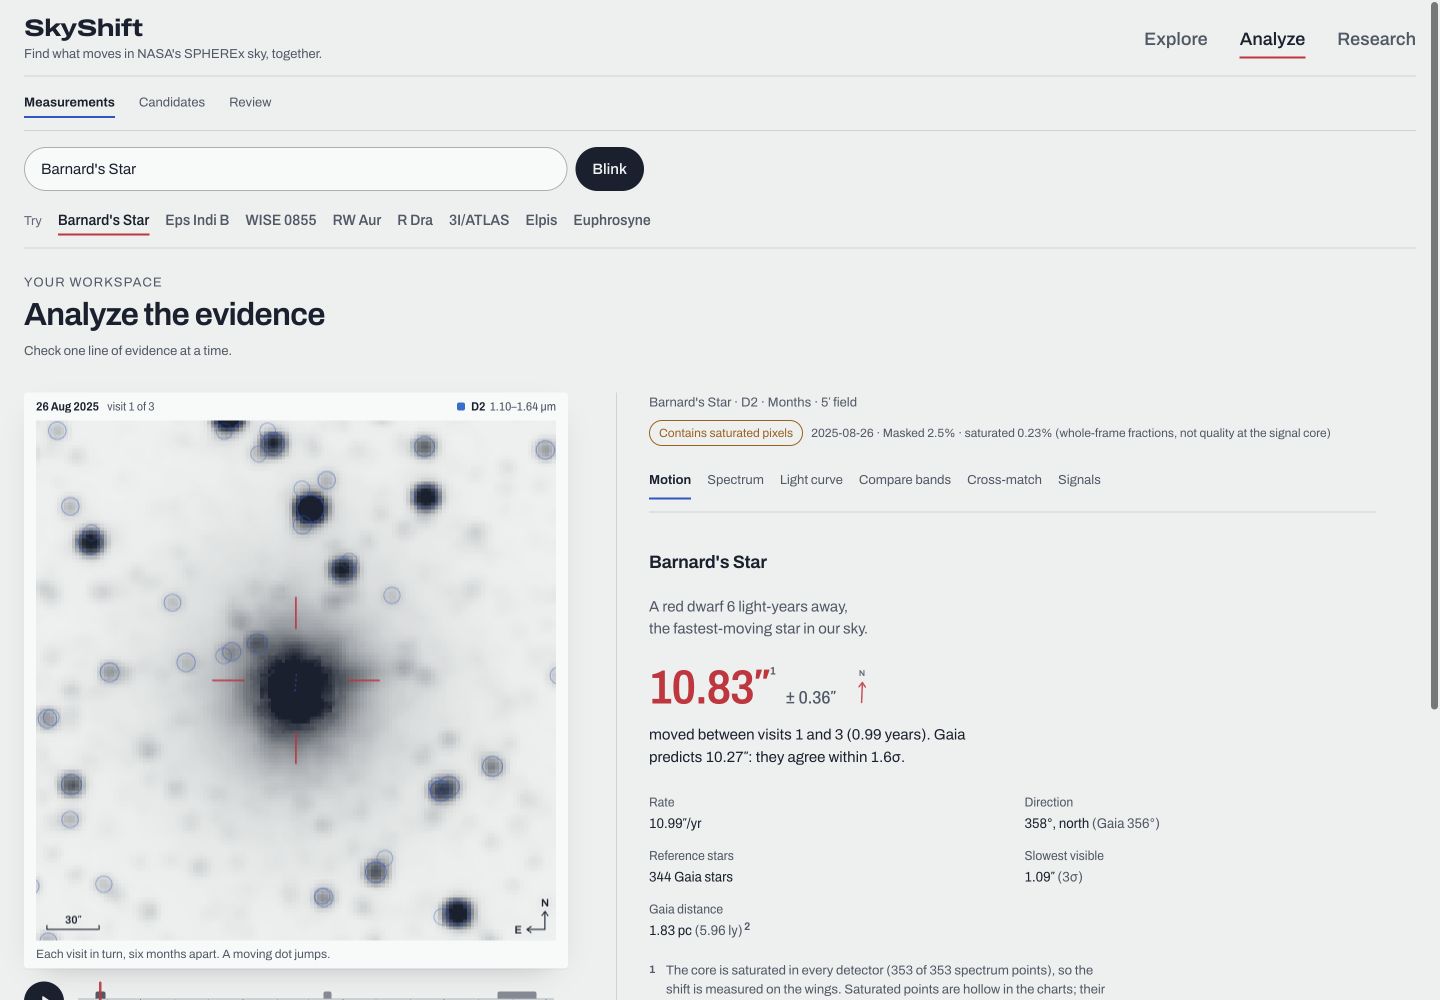 SkyShift
Find what moves in NASA's SPHEREx sky, together.
Explore Analyze Research
Measurements Candidates Review
Barnard's Star Blink
Try Barnard's Star Eps Indi B WISE 0855 RW Aur R Dra 3I/ATLAS Elpis Euphrosyne
YOUR WORKSPACE
Analyze the evidence
Check one line of evidence at a time.
26 Aug 2025 visit 1 of 3 D2 1.10–1.64 µm
30″
N
E
Each visit in turn, six months apart. A moving dot jumps.
Barnard's Star · D2 · Months · 5′ field
Contains saturated pixels 2025-08-26 · Masked 2.5% · saturated 0.23% (whole-frame fractions, not quality at the signal core)
Motion Spectrum Light curve Compare bands Cross-match Signals
Barnard's Star
A red dwarf 6 light-years away,
the fastest-moving star in our sky.
10.83″¹ ± 0.36″ N
moved between visits 1 and 3 (0.99 years). Gaia
predicts 10.27″: they agree within 1.6σ.
Rate Direction
10.99″/yr 358°, north (Gaia 356°)
Reference stars Slowest visible
344 Gaia stars 1.09″ (3σ)
Gaia distance
1.83 pc (5.96 ly) ²
1 The core is saturated in every detector (353 of 353 spectrum points), so the
shift is measured on the wings. Saturated points are hollow in the charts; their